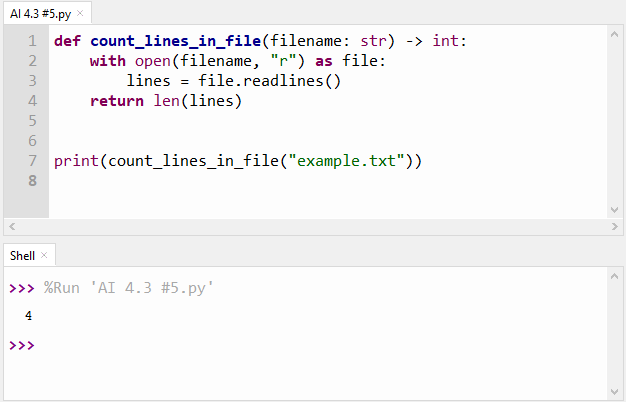 AI 4.3 #5.py ×
1 def count_lines_in_file(filename: str) -> int:
2     with open(filename, "r") as file:
3         lines = file.readlines()
4     return len(lines)
5
6
7 print(count_lines_in_file("example.txt"))
8
Shell ×
>>> %Run 'AI 4.3 #5.py'
4
>>>